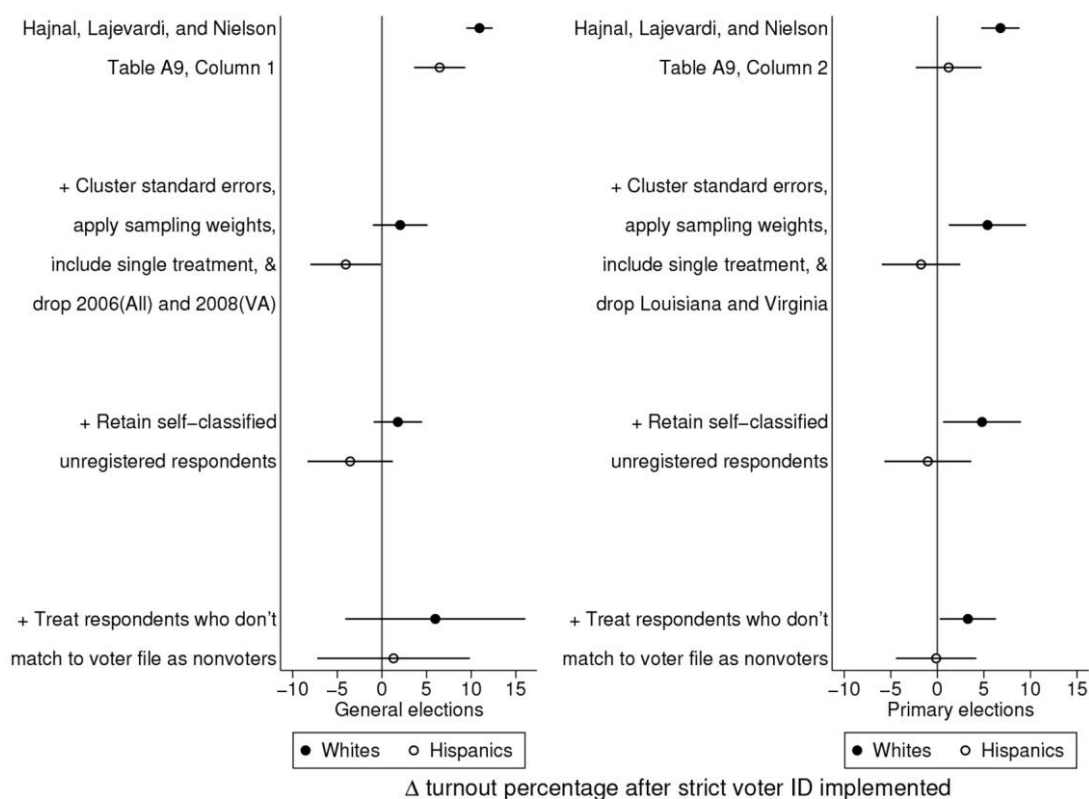 Hajnal, Lajevardi, and Nielson
Table A9, Column 1
+ Cluster standard errors,
apply sampling weights,
include single treatment, &
drop 2006(All) and 2008(VA)
+ Retain self−classified
unregistered respondents
+ Treat respondents who don't
match to voter file as nonvoters
−10 −5 0 5 10 15
General elections
Whites Hispanics
Hajnal, Lajevardi, and Nielson
Table A9, Column 2
+ Cluster standard errors,
apply sampling weights,
include single treatment, &
drop Louisiana and Virginia
+ Retain self−classified
unregistered respondents
+ Treat respondents who don't
match to voter file as nonvoters
−10 −5 0 5 10 15
Primary elections
Whites Hispanics
Δ turnout percentage after strict voter ID implemented